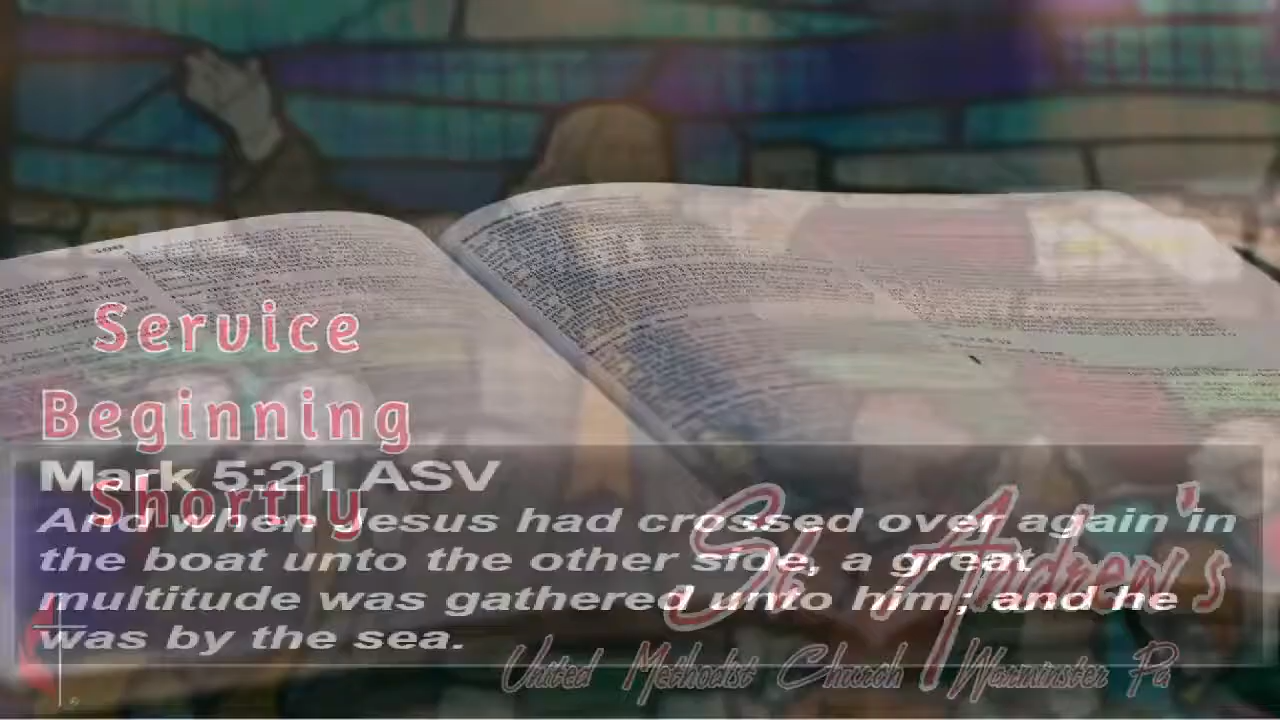 Service
Beginning
Shortly
Mark 5:21 ASV
And when Jesus had crossed over again in
the boat unto the other side, a great
multitude was gathered unto him; and he
was by the sea.
St. Andrew's
United Methodist Church Warminster Pa